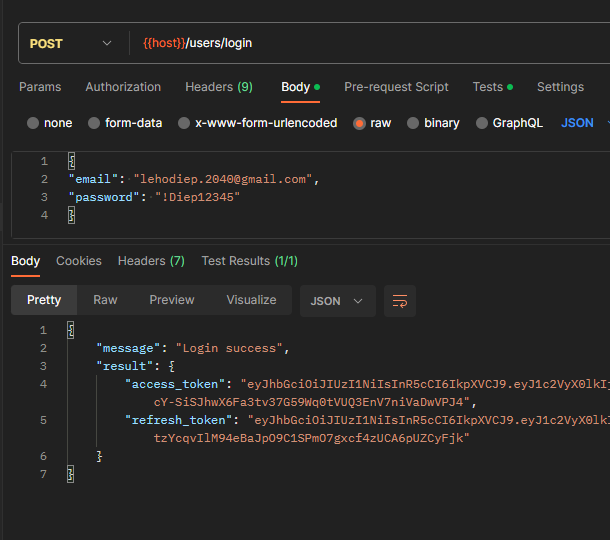 POST {{host}}/users/login
Params Authorization Headers (9) Body Pre-request Script Tests Settings
none form-data x-www-form-urlencoded raw binary GraphQL JSON
1 {
2 "email": "lehodiep.2040@gmail.com",
3 "password": "!Diep12345"
4 }
Body Cookies Headers (7) Test Results (1/1)
Pretty Raw Preview Visualize JSON
1 {
2 "message": "Login success",
3 "result": {
4 "access_token": "eyJhbGciOiJIUzI1NiIsInR5cCI6IkpXVCJ9.eyJ1c2VyX0lkIj
cY-SiSJhwX6Fa3tv37G59Wq0tVUQ3EnV7niVaDwVPJ4",
5 "refresh_token": "eyJhbGciOiJIUzI1NiIsInR5cCI6IkpXVCJ9.eyJ1c2VyX0lkI
tzYcqvIlM94eBaJpO9C1SPmO7gxcf4zUCA6pUZCyFjk"
6 }
7 }